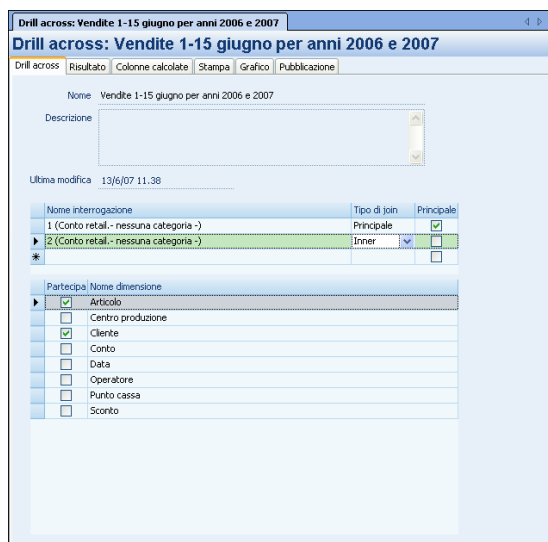 Drill across: Vendite 1-15 giugno per anni 2006 e 2007
Drill across: Vendite 1-15 giugno per anni 2006 e 2007
Drill across Risultato Colonne calcolate Stampa Grafico Pubblicazione
Nome Vendite 1-15 giugno per anni 2006 e 2007
Descrizione
Ultima modifica 13/6/07 11.38
Nome interrogazione Tipo di join Principale
1 (Conto retail.- nessuna categoria -) Principale
2 (Conto retail.- nessuna categoria -) Inner
Partecipa Nome dimensione
Articolo
Centro produzione
Cliente
Conto
Data
Operatore
Punto cassa
Sconto